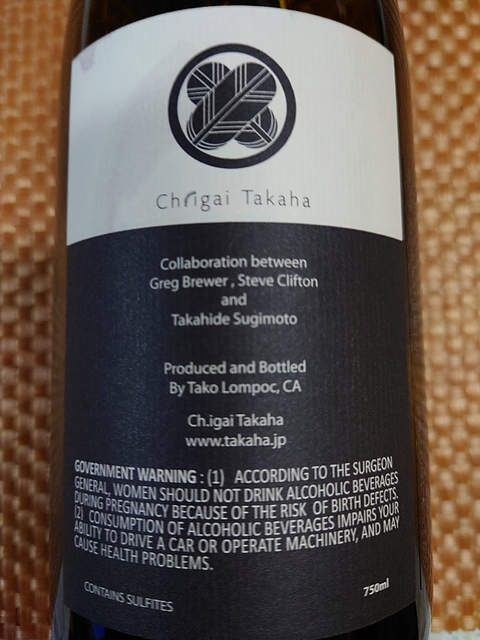 Ch.igai Takaha
Collaboration between
Greg Brewer , Steve Clifton
and
Takahide Sugimoto
Produced and Bottled
By Tako Lompoc, CA
Ch.igai Takaha
www.takaha.jp
GOVERNMENT WARNING : (1) ACCORDING TO THE SURGEON
GENERAL, WOMEN SHOULD NOT DRINK ALCOHOLIC BEVERAGES
DURING PREGNANCY BECAUSE OF THE RISK OF BIRTH DEFECTS.
(2) CONSUMPTION OF ALCOHOLIC BEVERAGES IMPAIRS YOUR
ABILITY TO DRIVE A CAR OR OPERATE MACHINERY, AND MAY
CAUSE HEALTH PROBLEMS.
CONTAINS SULFITES
750ml